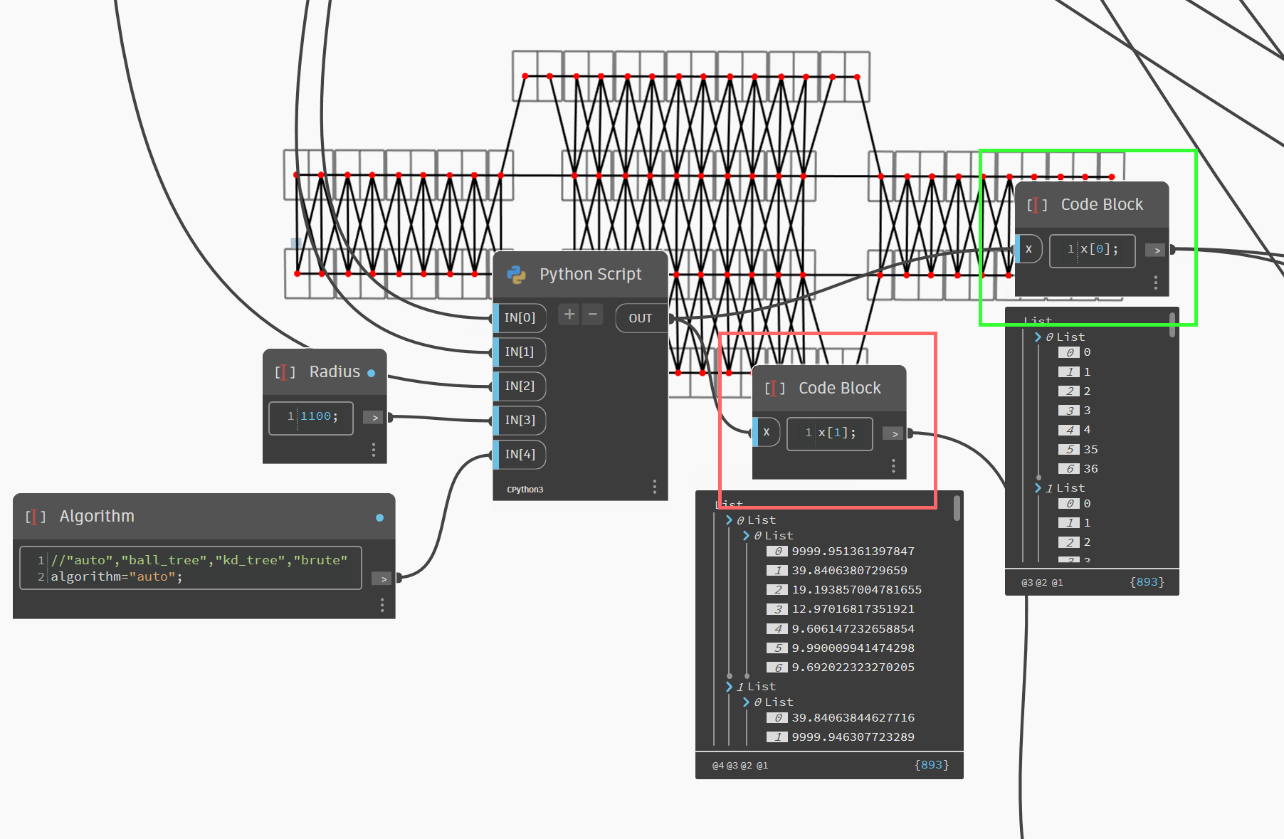 Code Block
x
1 x[0];
>
Python Script
IN[0]
+ -
OUT
IN[1]
IN[2]
IN[3]
IN[4]
CPython3
Radius
1 1100;
>
Code Block
x
1 x[1];
>
List
0 List
0 0
1 1
2 2
3 3
4 4
5 35
6 36
1 List
0 0
1 1
2 2
@3 @2 @1 {893}
Algorithm
1 //"auto","ball_tree","kd_tree","brute"
2 algorithm="auto";
>
List
0 List
0 List
0 9999.951361397847
1 39.8406380729659
2 19.193857004781655
3 12.97016817351921
4 9.606147232658854
5 9.990009941474298
6 9.692022323270205
1 List
0 List
0 39.84063844627716
1 9999.946307723289
@4 @3 @2 @1 {893}